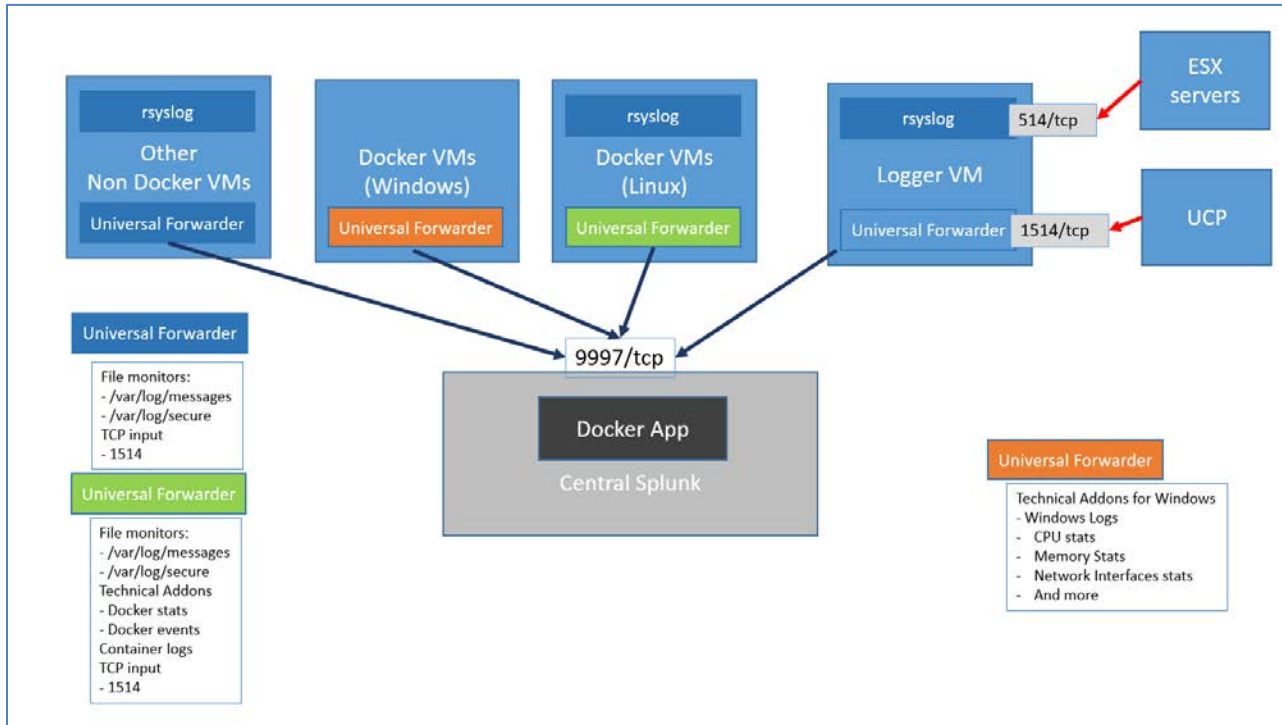 rsyslog
Other
Non Docker VMs
Universal Forwarder
Docker VMs
(Windows)
Universal Forwarder
rsyslog
Docker VMs
(Linux)
Universal Forwarder
rsyslog
514/tcp
Logger VM
Universal Forwarder
1514/tcp
ESX
servers
UCP
9997/tcp
Docker App
Central Splunk
Universal Forwarder
File monitors:
- /var/log/messages
- /var/log/secure
TCP input
- 1514
Universal Forwarder
File monitors:
- /var/log/messages
- /var/log/secure
Technical Addons
- Docker stats
- Docker events
Container logs
TCP input
- 1514
Universal Forwarder
Technical Addons for Windows
- Windows Logs
- CPU stats
- Memory Stats
- Network Interfaces stats
- And more